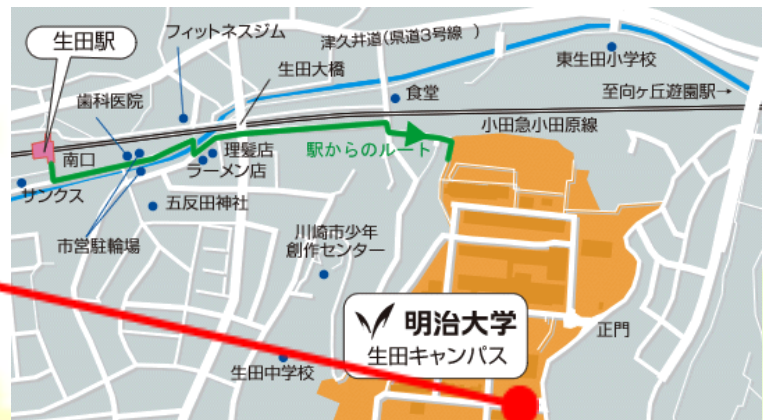 生田駅
フィットネスジム
津久井道(県道3号線 )
東生田小学校
生田大橋
歯科医院
食堂
至向ヶ丘遊園駅→
小田急小田原線
南口
理髪店
ラーメン店
駅からのルート
サンクス
五反田神社
市営駐輪場
川崎市少年
創作センター
明治大学
生田キャンパス
正門
生田中学校